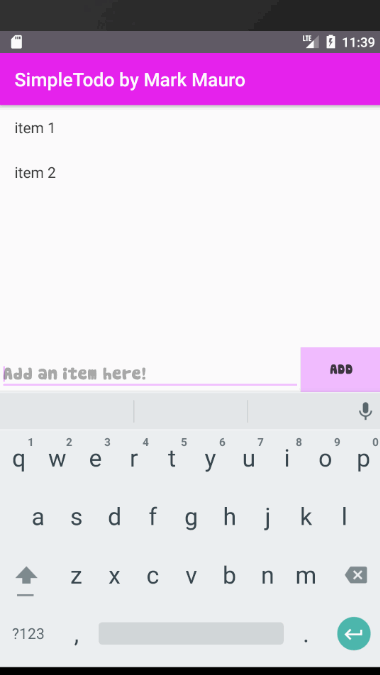 LTE 11:39
SimpleTodo by Mark Mauro
item 1
item 2
Add an item here!
ADD
1 2 3 4 5 6 7 8 9 0
q w e r t y u i o p
a s d f g h j k l
z x c v b n m
?123 , .